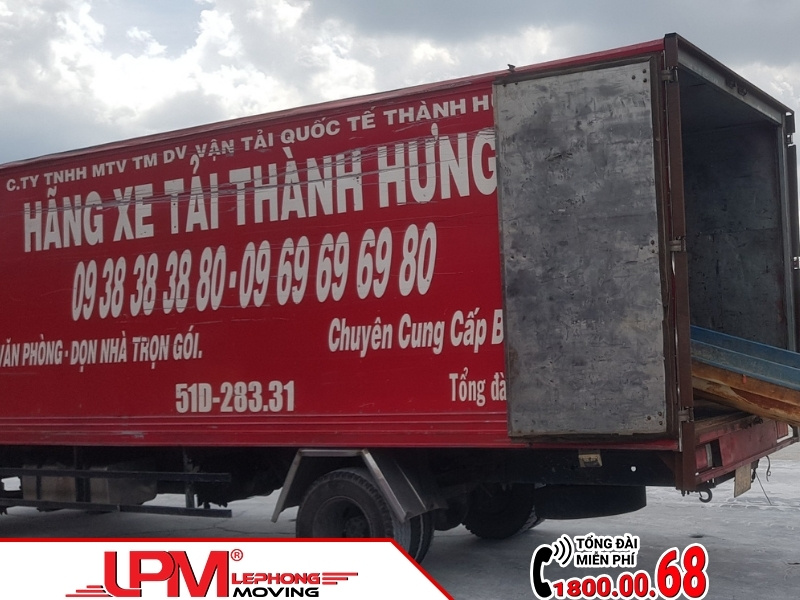 C.TY TNHH MTV TM DV VẬN TẢI QUỐC TẾ THÀNH
HÃNG XE TẢI THÀNH HƯNG
09 38 38 38 80 - 09 69 69 69 80
VĂN PHÒNG - DỌN NHÀ TRỌN GÓI.
Chuyên Cung Cấp
51D-283.31
Tổng
LPM®
LEPHONG
MOVING
TỔNG ĐÀI
MIỄN PHÍ
1800.00.68